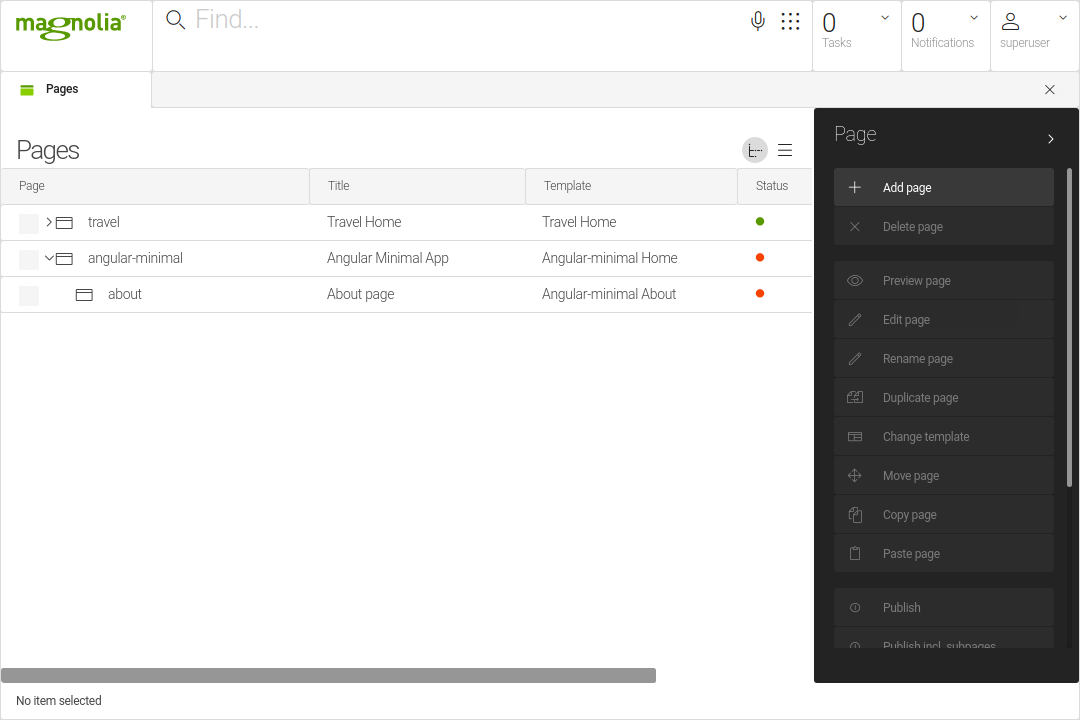 magnolia®
Find...
0
Tasks
0
Notifications
superuser
Pages
Pages
Page
Title
Template
Status
travel
Travel Home
Travel Home
angular-minimal
Angular Minimal App
Angular-minimal Home
about
About page
Angular-minimal About
Page
Add page
Delete page
Preview page
Edit page
Rename page
Duplicate page
Change template
Move page
Copy page
Paste page
Publish
Publish incl. subpages
No item selected